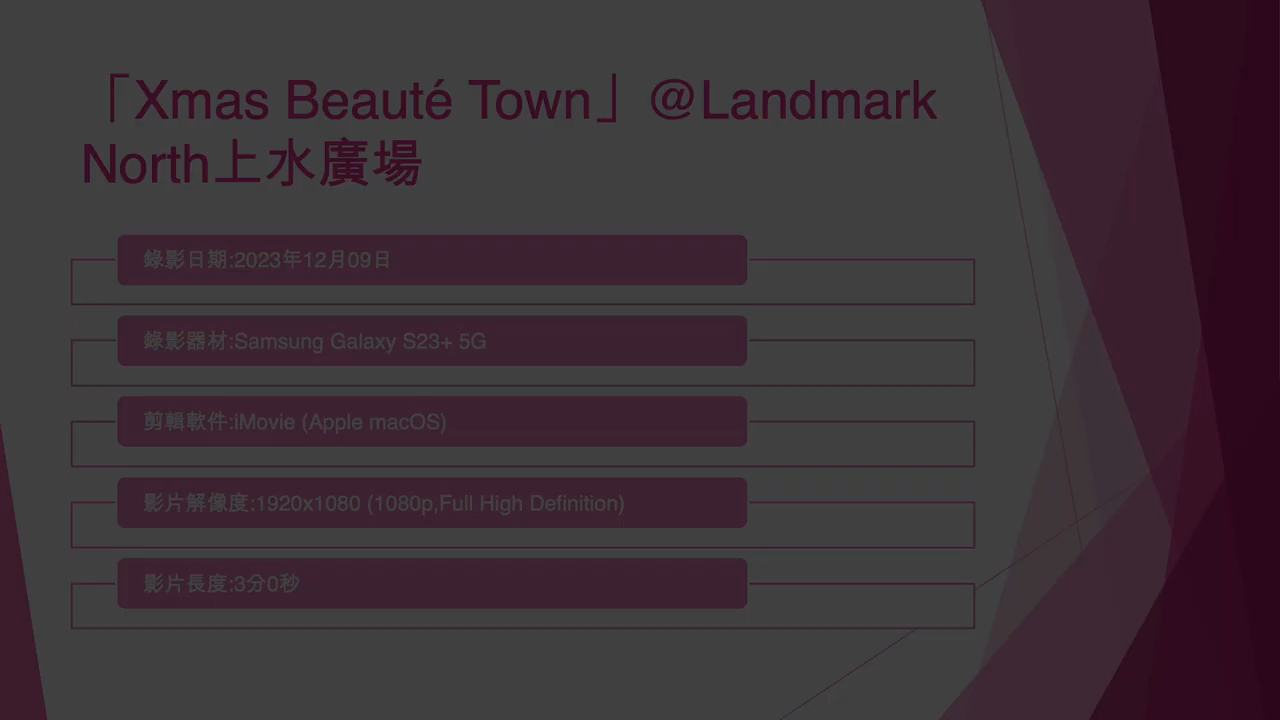 「Xmas Beauté Town」@Landmark
North上水廣場
錄影日期:2023年12月09日
錄影器材:Samsung Galaxy S23+ 5G
剪輯軟件:iMovie (Apple macOS)
影片解像度:1920x1080 (1080p,Full High Definition)
影片長度:3分0秒